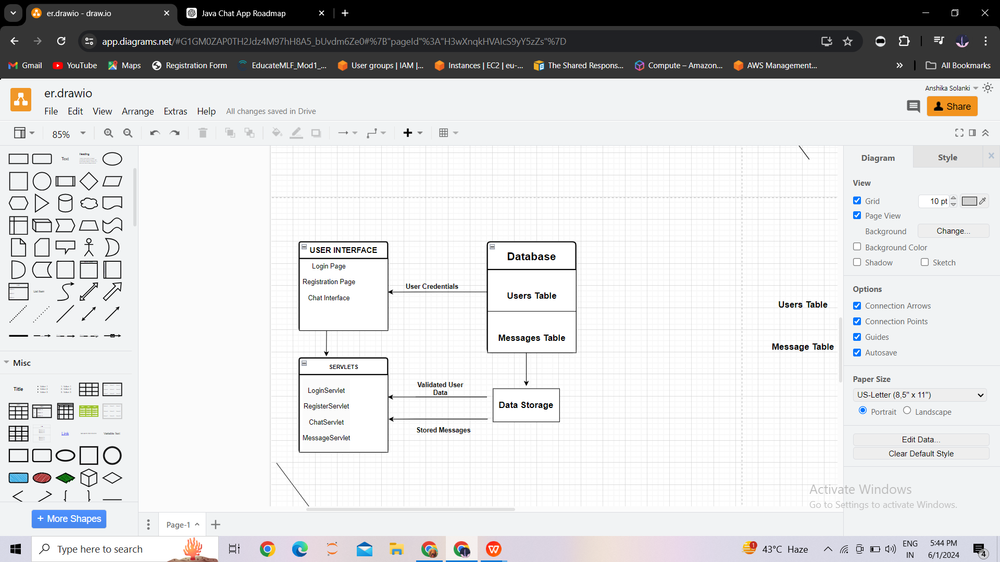 er.drawio - draw.io
Java Chat App Roadmap
app.diagrams.net/#G1GM0ZAP0TH2Jdz4M97hH8A5_bUvdm6Ze0#%7B"pageId"%3A"H3wXnqkHVAIcS9yY5zZs"%7D
Gmail
YouTube
Maps
Registration Form
EducateMLF_Mod1_...
User groups | IAM |...
Instances | EC2 | eu-...
The Shared Respons...
Compute – Amazon...
AWS Management...
All Bookmarks
er.drawio
Anshika Solanki
File Edit View Arrange Extras Help
All changes saved in Drive
Share
85%
Text
Heading
List Item
Misc
Title
Link
Variable Text
+ More Shapes
USER INTERFACE
Login Page
Registration Page
Chat Interface
User Credentials
Database
Users Table
Messages Table
SERVLETS
LoginServlet
RegisterServlet
ChatServlet
MessageServlet
Validated User
Data
Stored Messages
Data Storage
Users Table
Message Table
Page-1
Diagram
Style
View
Grid
10 pt
Page View
Background
Change...
Background Color
Shadow
Sketch
Options
Connection Arrows
Connection Points
Guides
Autosave
Paper Size
US-Letter (8,5" x 11")
Portrait
Landscape
Edit Data...
Clear Default Style
Activate Windows
Go to Settings to activate Windows.
Type here to search
1
43°C Haze
ENG
IN
5:44 PM
6/1/2024
4